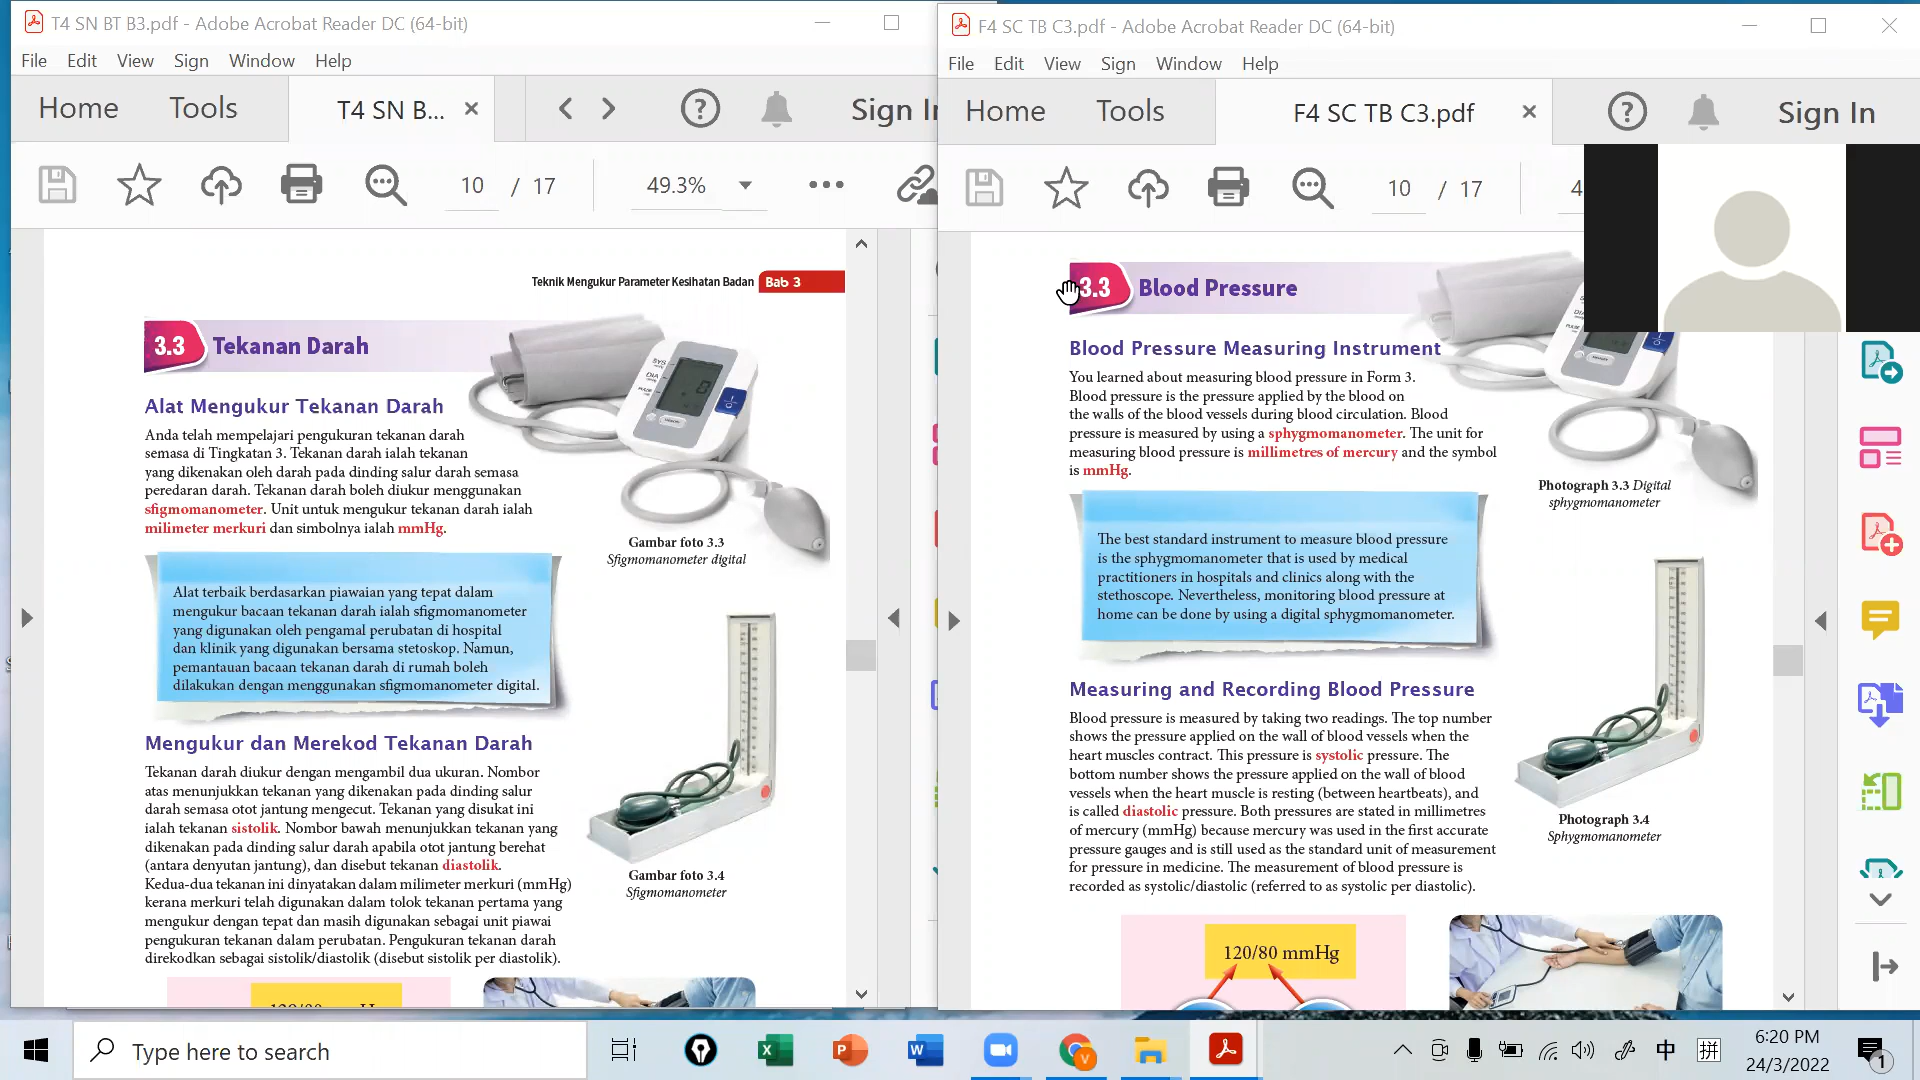 T4 SN BT B3.pdf - Adobe Acrobat Reader DC (64-bit)
File Edit View Sign Window Help
Home Tools T4 SN B... Sign In
10 / 17 49.3%
Teknik Mengukur Parameter Kesihatan Badan Bab 3
3.3 Tekanan Darah
Alat Mengukur Tekanan Darah
Anda telah mempelajari pengukuran tekanan darah
semasa di Tingkatan 3. Tekanan darah ialah tekanan
yang dikenakan oleh darah pada dinding salur darah semasa
peredaran darah. Tekanan darah boleh diukur menggunakan
sfigmomanometer. Unit untuk mengukur tekanan darah ialah
milimeter merkuri dan simbolnya ialah mmHg.
Gambar foto 3.3
Sfigmomanometer digital
Alat terbaik berdasarkan piawaian yang tepat dalam
mengukur bacaan tekanan darah ialah sfigmomanometer
yang digunakan oleh pengamal perubatan di hospital
dan klinik yang digunakan bersama stetoskop. Namun,
pemantauan bacaan tekanan darah di rumah boleh
dilakukan dengan menggunakan sfigmomanometer digital.
Mengukur dan Merekod Tekanan Darah
Tekanan darah diukur dengan mengambil dua ukuran. Nombor
atas menunjukkan tekanan yang dikenakan pada dinding salur
darah semasa otot jantung mengecut. Tekanan yang disukat ini
ialah tekanan sistolik. Nombor bawah menunjukkan tekanan yang
dikenakan pada dinding salur darah apabila otot jantung berehat
(antara denyutan jantung), dan disebut tekanan diastolik.
Kedua-dua tekanan ini dinyatakan dalam milimeter merkuri (mmHg)
kerana merkuri telah digunakan dalam tolok tekanan pertama yang
mengukur dengan tepat dan masih digunakan sebagai unit piawai
pengukuran tekanan dalam perubatan. Pengukuran tekanan darah
direkodkan sebagai sistolik/diastolik (disebut sistolik per diastolik).
Gambar foto 3.4
Sfigmomanometer
F4 SC TB C3.pdf - Adobe Acrobat Reader DC (64-bit)
File Edit View Sign Window Help
Home Tools F4 SC TB C3.pdf Sign In
10 / 17 4
3.3 Blood Pressure
Blood Pressure Measuring Instrument
You learned about measuring blood pressure in Form 3.
Blood pressure is the pressure applied by the blood on
the walls of the blood vessels during blood circulation. Blood
pressure is measured by using a sphygmomanometer. The unit for
measuring blood pressure is millimetres of mercury and the symbol
is mmHg.
Photograph 3.3 Digital
sphygmomanometer
The best standard instrument to measure blood pressure
is the sphygmomanometer that is used by medical
practitioners in hospitals and clinics along with the
stethoscope. Nevertheless, monitoring blood pressure at
home can be done by using a digital sphygmomanometer.
Measuring and Recording Blood Pressure
Blood pressure is measured by taking two readings. The top number
shows the pressure applied on the wall of blood vessels when the
heart muscles contract. This pressure is systolic pressure. The
bottom number shows the pressure applied on the wall of blood
vessels when the heart muscle is resting (between heartbeats), and
is called diastolic pressure. Both pressures are stated in millimetres
of mercury (mmHg) because mercury was used in the first accurate
pressure gauges and is still used as the standard unit of measurement
for pressure in medicine. The measurement of blood pressure is
recorded as systolic/diastolic (referred to as systolic per diastolic).
Photograph 3.4
Sphygmomanometer
120/80 mmHg
Type here to search
中 拼
6:20 PM
24/3/2022
1